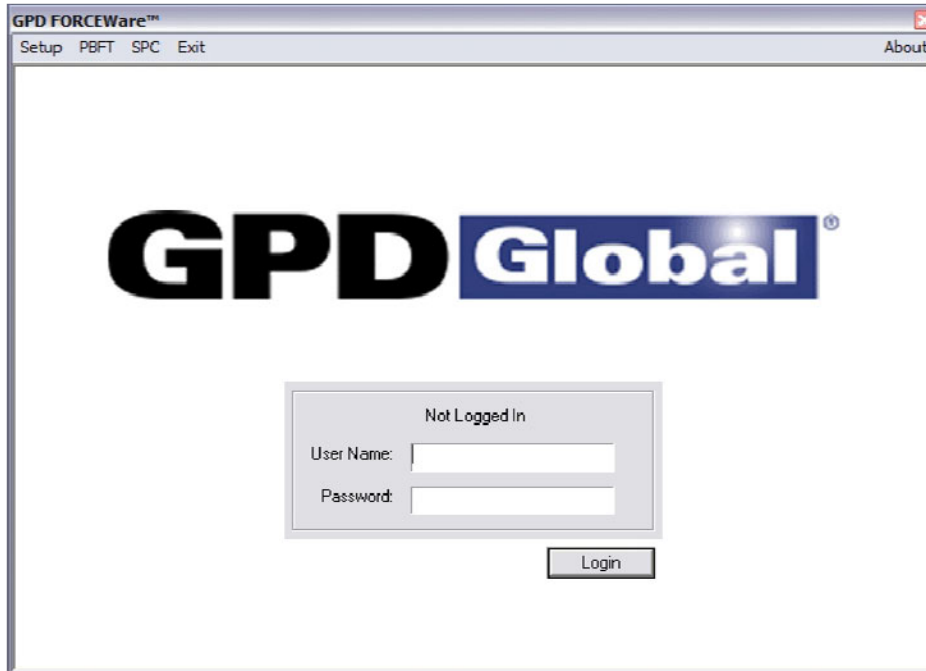 GPD FORCEWare™
Setup PBFT SPC Exit About
GPD Global®
Not Logged In
User Name:
Password:
Login